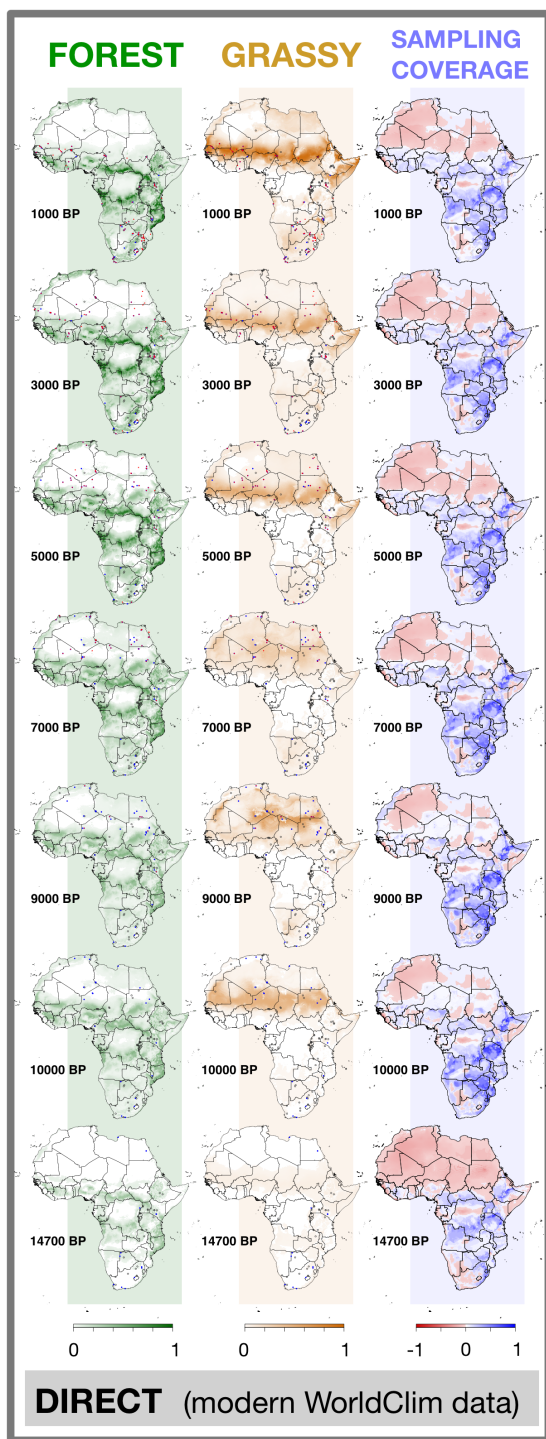 FOREST GRASSY SAMPLING
COVERAGE
1000 BP 1000 BP 1000 BP
3000 BP 3000 BP 3000 BP
5000 BP 5000 BP 5000 BP
7000 BP 7000 BP 7000 BP
9000 BP 9000 BP 9000 BP
10000 BP 10000 BP 10000 BP
14700 BP 14700 BP 14700 BP
0 1 0 1 -1 0 1
DIRECT (modern WorldClim data)